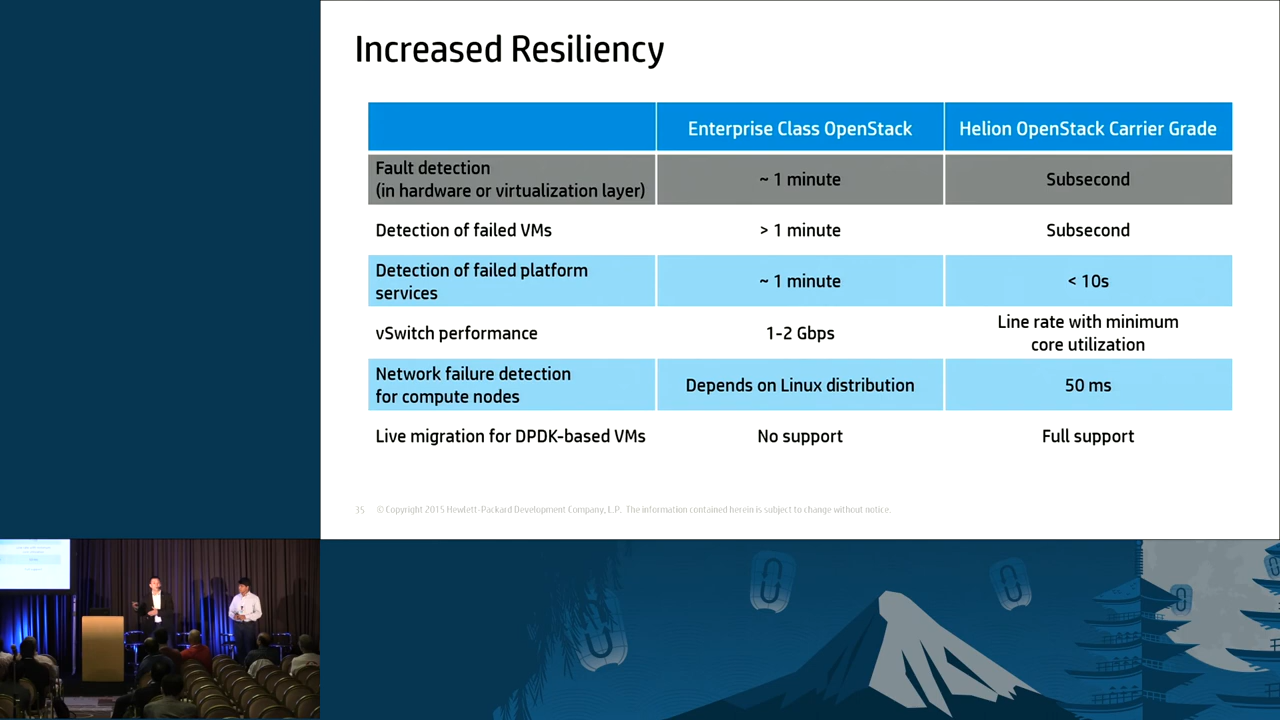 Increased Resiliency
Enterprise Class OpenStack
Helion OpenStack Carrier Grade
Fault detection
(in hardware or virtualization layer)
~ 1 minute
Subsecond
Detection of failed VMs
> 1 minute
Subsecond
Detection of failed platform
services
~ 1 minute
< 10s
vSwitch performance
1-2 Gbps
Line rate with minimum
core utilization
Network failure detection
for compute nodes
Depends on Linux distribution
50 ms
Live migration for DPDK-based VMs
No support
Full support
35 © Copyright 2015 Hewlett-Packard Development Company, L.P. The information contained herein is subject to change without notice.